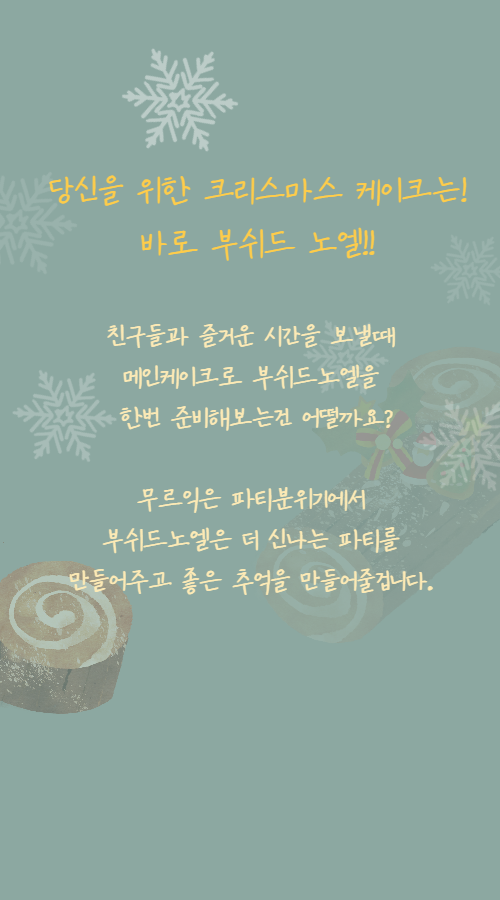 당신을 위한 크리스마스 케이크는!
바로 부쉬드 노엘!!
친구들과 즐거운 시간을 보낼때
메인케이크로 부쉬드노엘을
한번 준비해보는건 어떨까요?
무르익은 파티분위기에서
부쉬드노엘은 더 신나는 파티를
만들어주고 좋은 추억을 만들어줄겁니다.